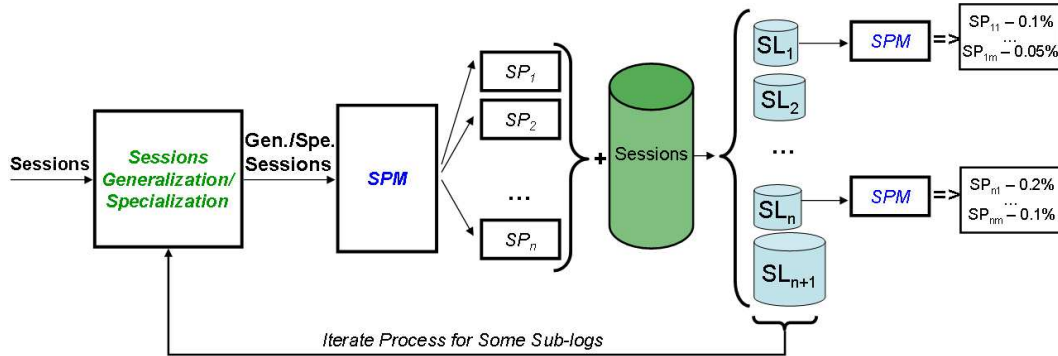 Sessions
Sessions
Generalization/
Specialization
Gen./Spe.
Sessions
SPM
SP1
SP2
...
SPn
+
Sessions
SL1
SL2
...
SLn
SLn+1
SPM
=>
SP11 – 0.1%
...
SP1m – 0.05%
SPM
=>
SPn1 – 0.2%
...
SPnm – 0.1%
Iterate Process for Some Sub-logs